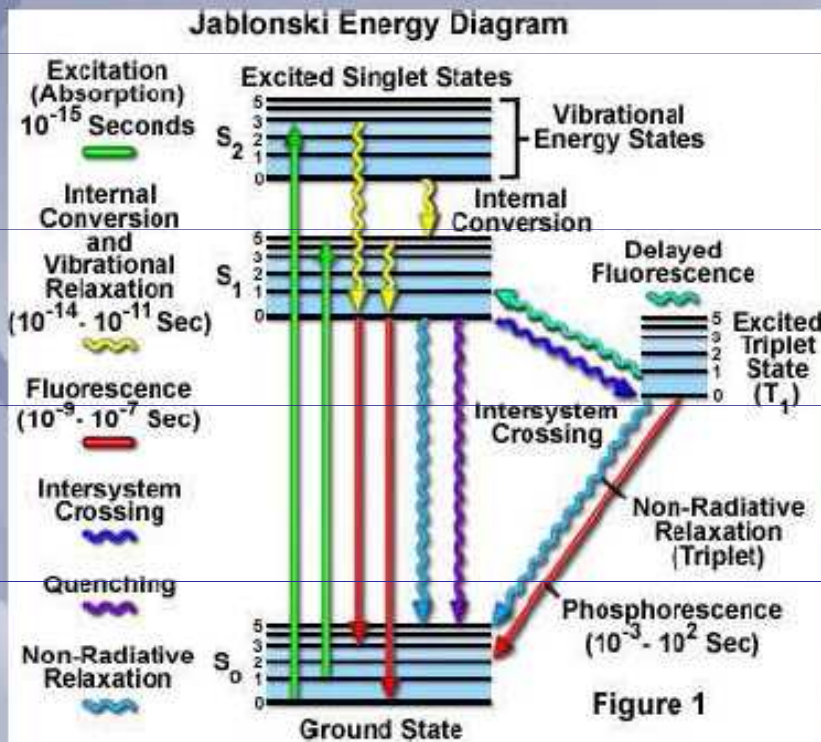 Jablonski Energy Diagram
Excitation
(Absorption)
10^-15 Seconds
Internal
Conversion
and
Vibrational
Relaxation
(10^-14 - 10^-11 Sec)
Fluorescence
(10^-9 - 10^-7 Sec)
Intersystem
Crossing
Quenching
Non-Radiative
Relaxation
Excited Singlet States
S2
5
4
3
2
1
0
Vibrational
Energy States
Internal
Conversion
S1
5
3
2
1
0
Delayed
Fluorescence
5
3
2
1
0
Excited
Triplet
State
(T1)
Intersystem
Crossing
Non-Radiative
Relaxation
(Triplet)
Phosphorescence
(10^-3 - 10^2 Sec)
S0
5
3
2
1
0
Ground State
Figure 1